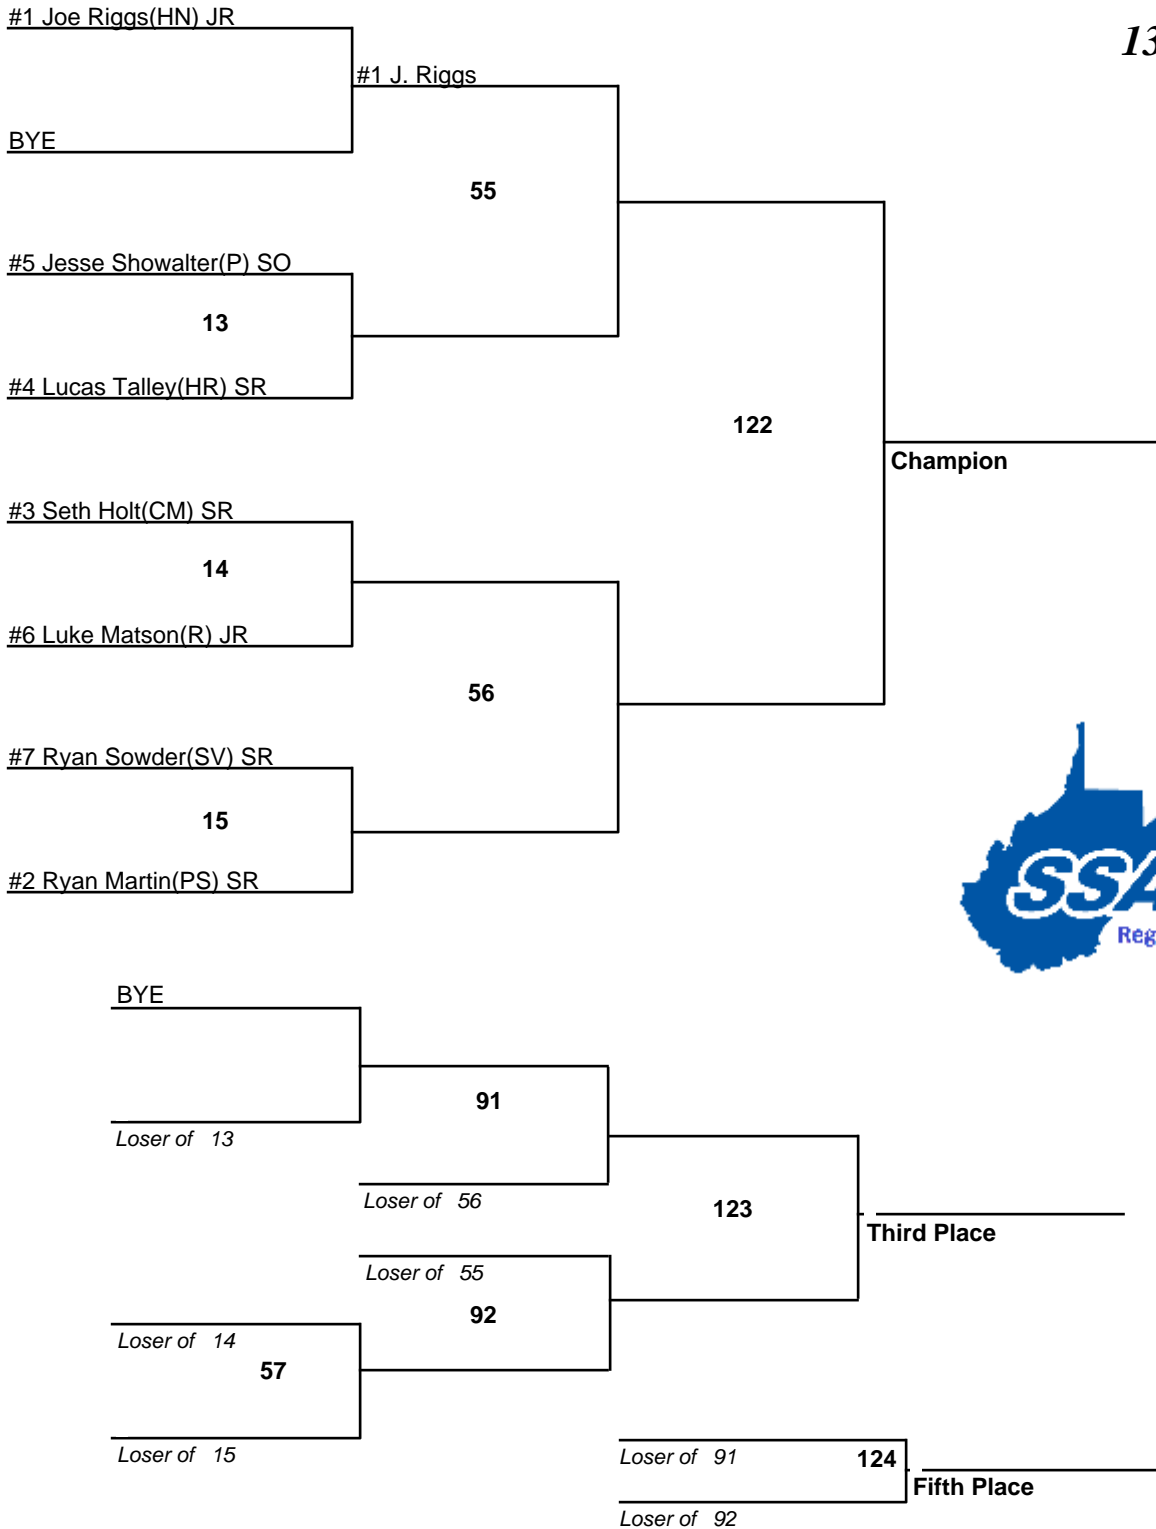 #1 Joe Riggs(HN) JR
13
#1 J. Riggs
BYE
55
#5 Jesse Showalter(P) SO
13
#4 Lucas Talley(HR) SR
122
Champion
#3 Seth Holt(CM) SR
14
#6 Luke Matson(R) JR
56
#7 Ryan Sowder(SV) SR
15
#2 Ryan Martin(PS) SR
SSA
Reg
BYE
91
Loser of 13
Loser of 56
123
Third Place
Loser of 55
92
Loser of 14
57
Loser of 15
Loser of 91
124
Fifth Place
Loser of 92